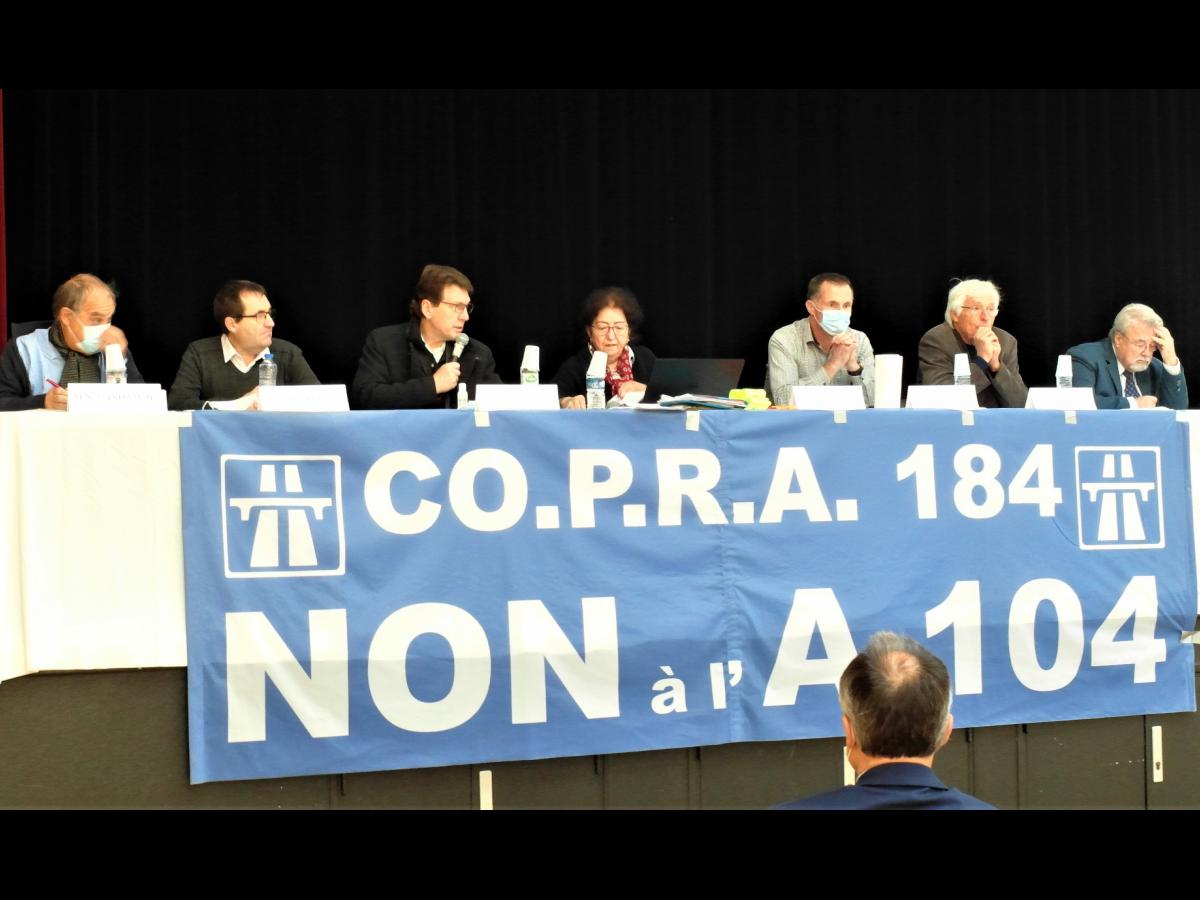 CO.P.R.A. 184
NON à l' A 104